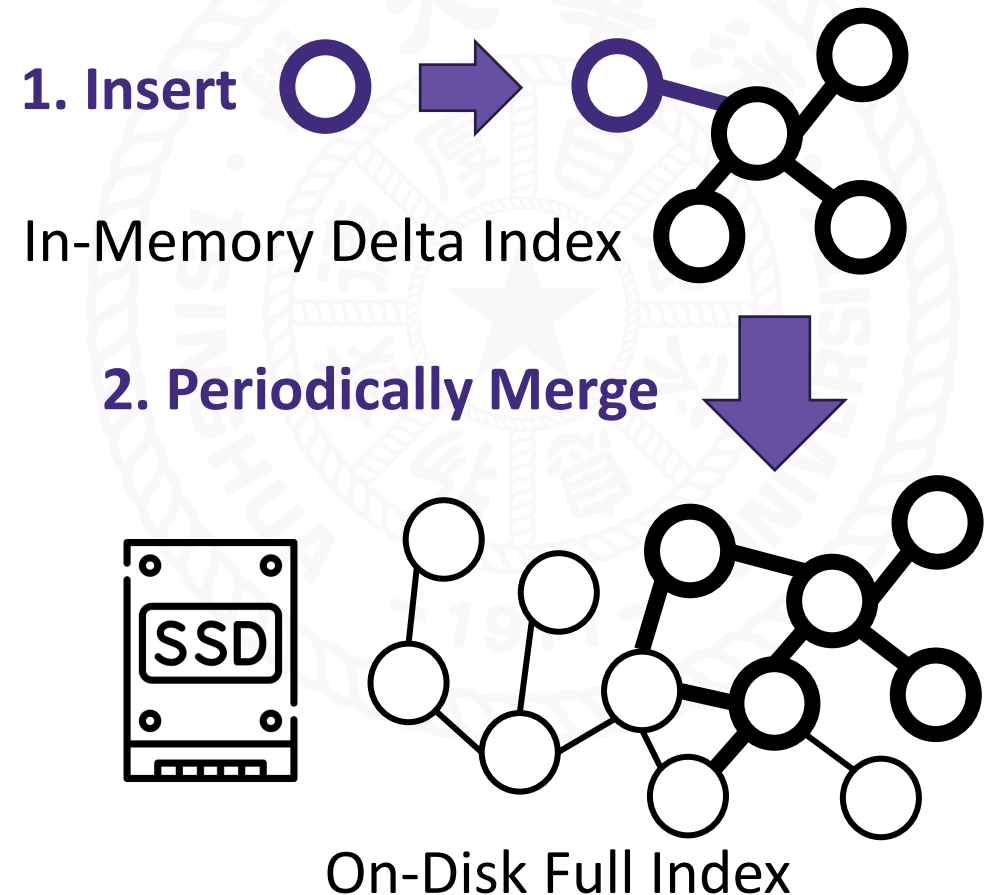 1. Insert
In-Memory Delta Index
2. Periodically Merge
SSD
On-Disk Full Index